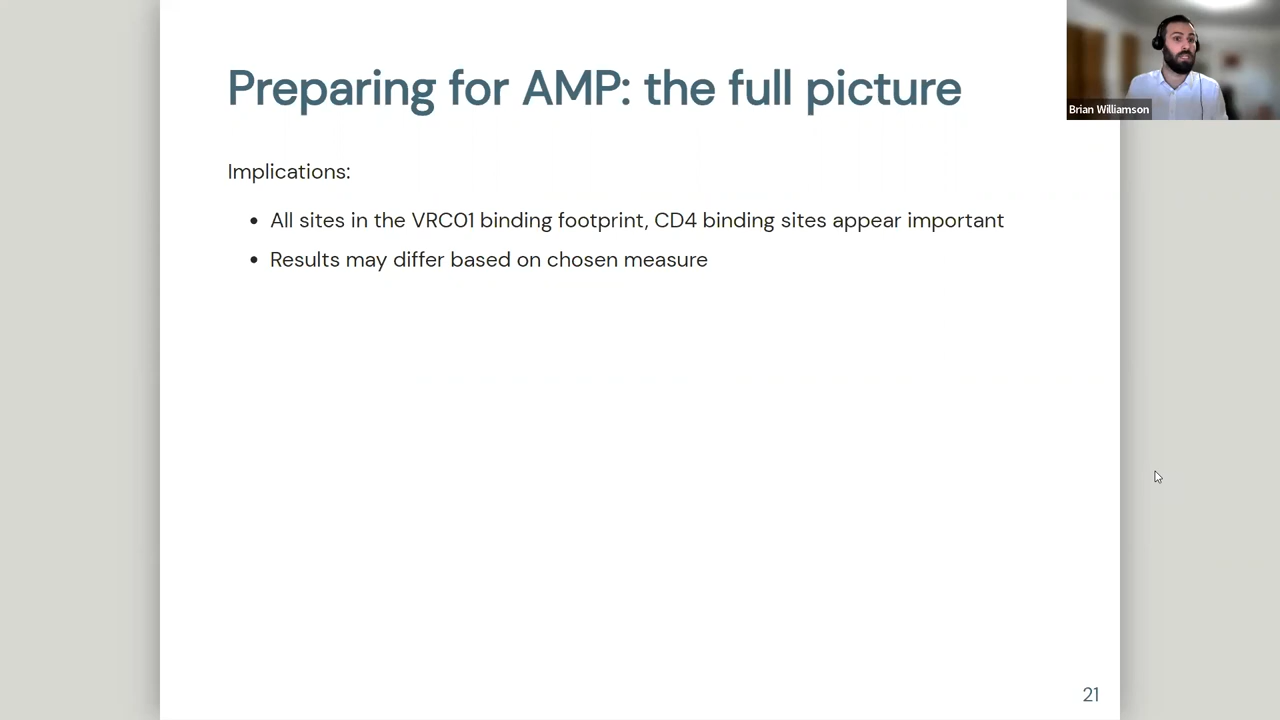 Preparing for AMP: the full picture
Brian Williamson
Implications:
• All sites in the VRC01 binding footprint, CD4 binding sites appear important
• Results may differ based on chosen measure
21